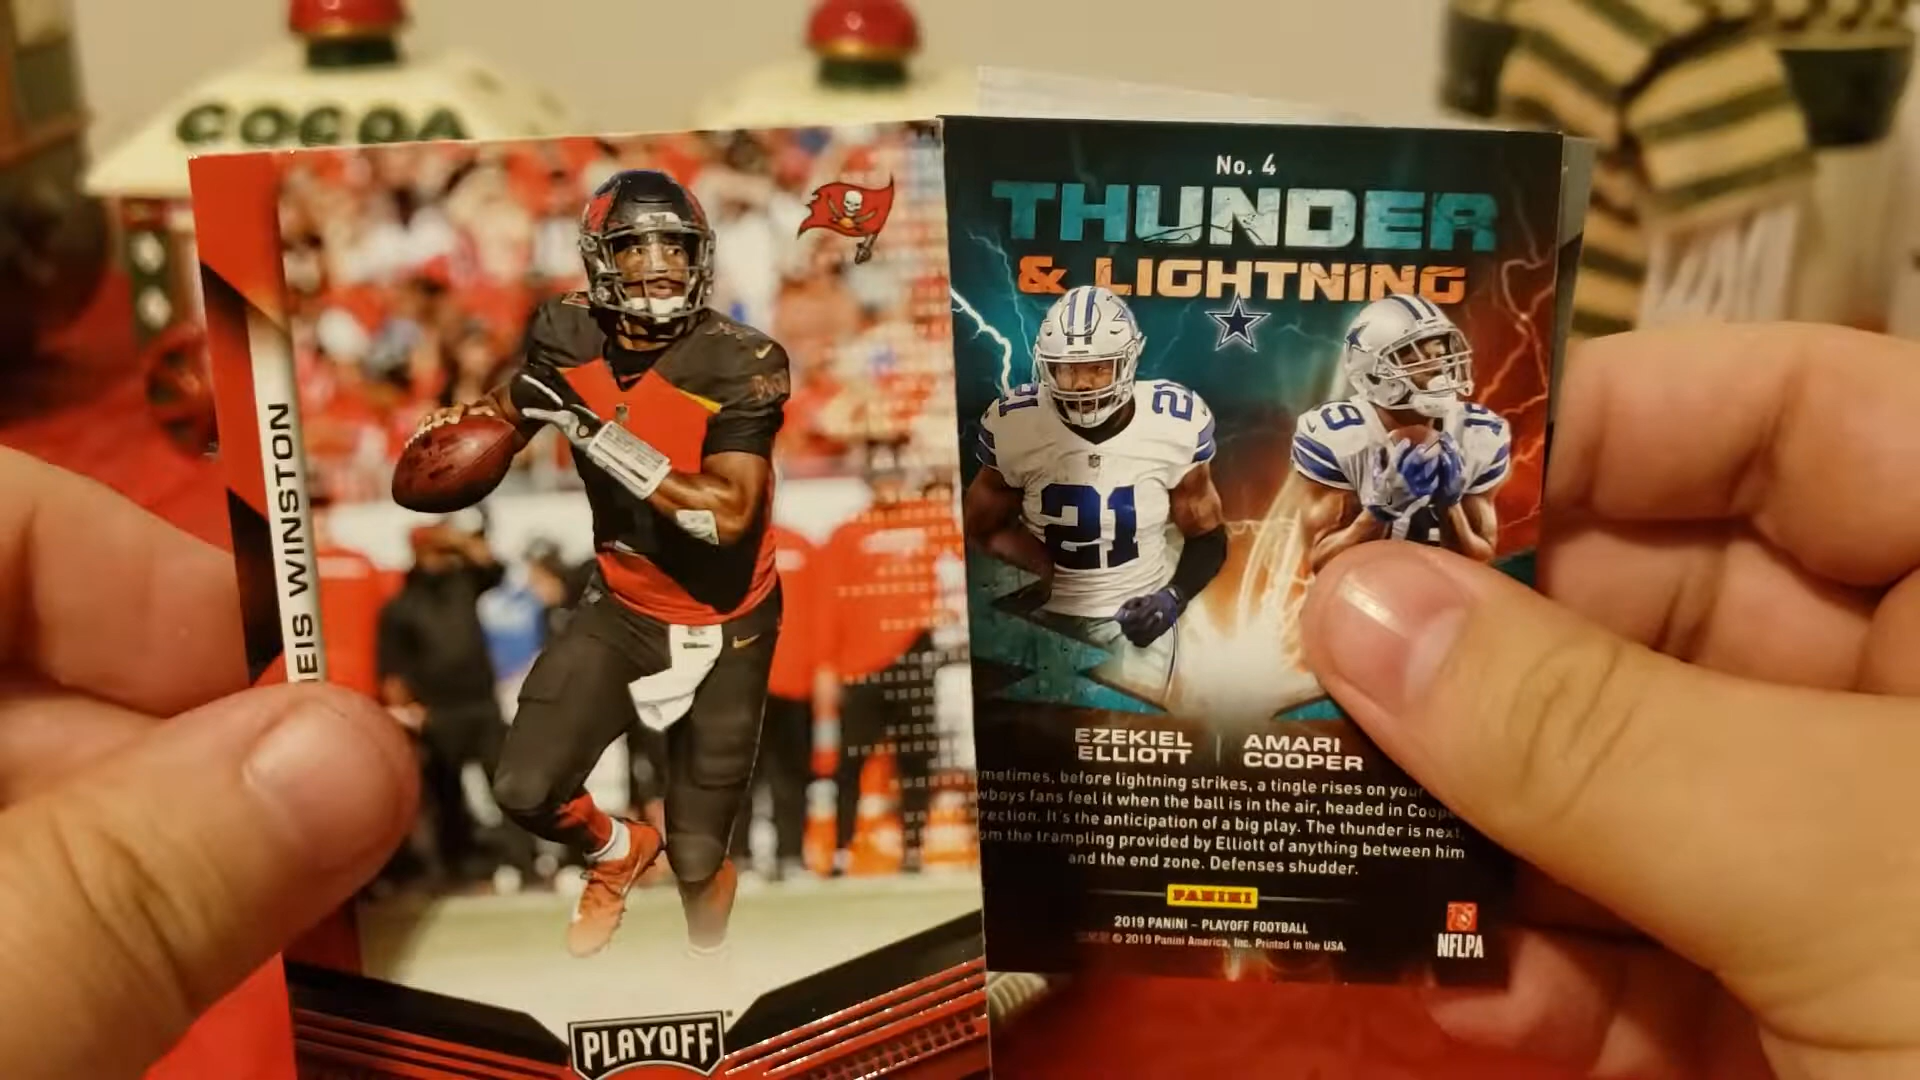 COCOA
EIS WINSTON
PLAYOFF
No. 4
THUNDER
& LIGHTNING
21
21
21
19
19
EZEKIEL
ELLIOTT
AMARI
COOPER
metimes, before lightning strikes, a tingle rises on you
wboys fans feel it when the ball is in the air, headed in Coope
rection. It's the anticipation of a big play. The thunder is next,
om the trampling provided by Elliott of anything between him
and the end zone. Defenses shudder.
PANINI
2019 PANINI – PLAYOFF FOOTBALL
© 2019 Panini America, Inc. Printed in the USA.
NFLPA